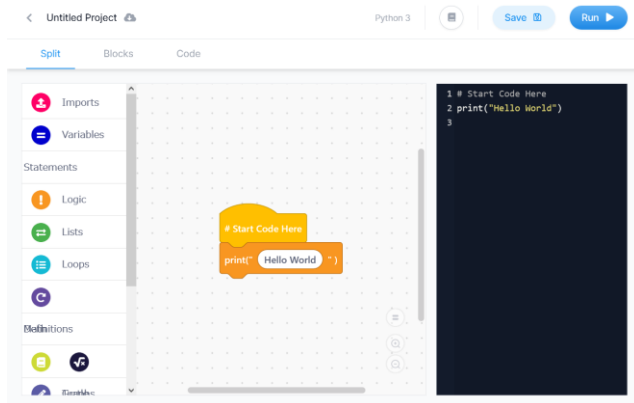 Untitled Project
Python 3
Save
Run
Split Blocks Code
Imports
Variables
Statements
Logic
Lists
Loops
# Start Code Here
print(" Hello World " )
1 # Start Code Here
2 print("Hello World")
3